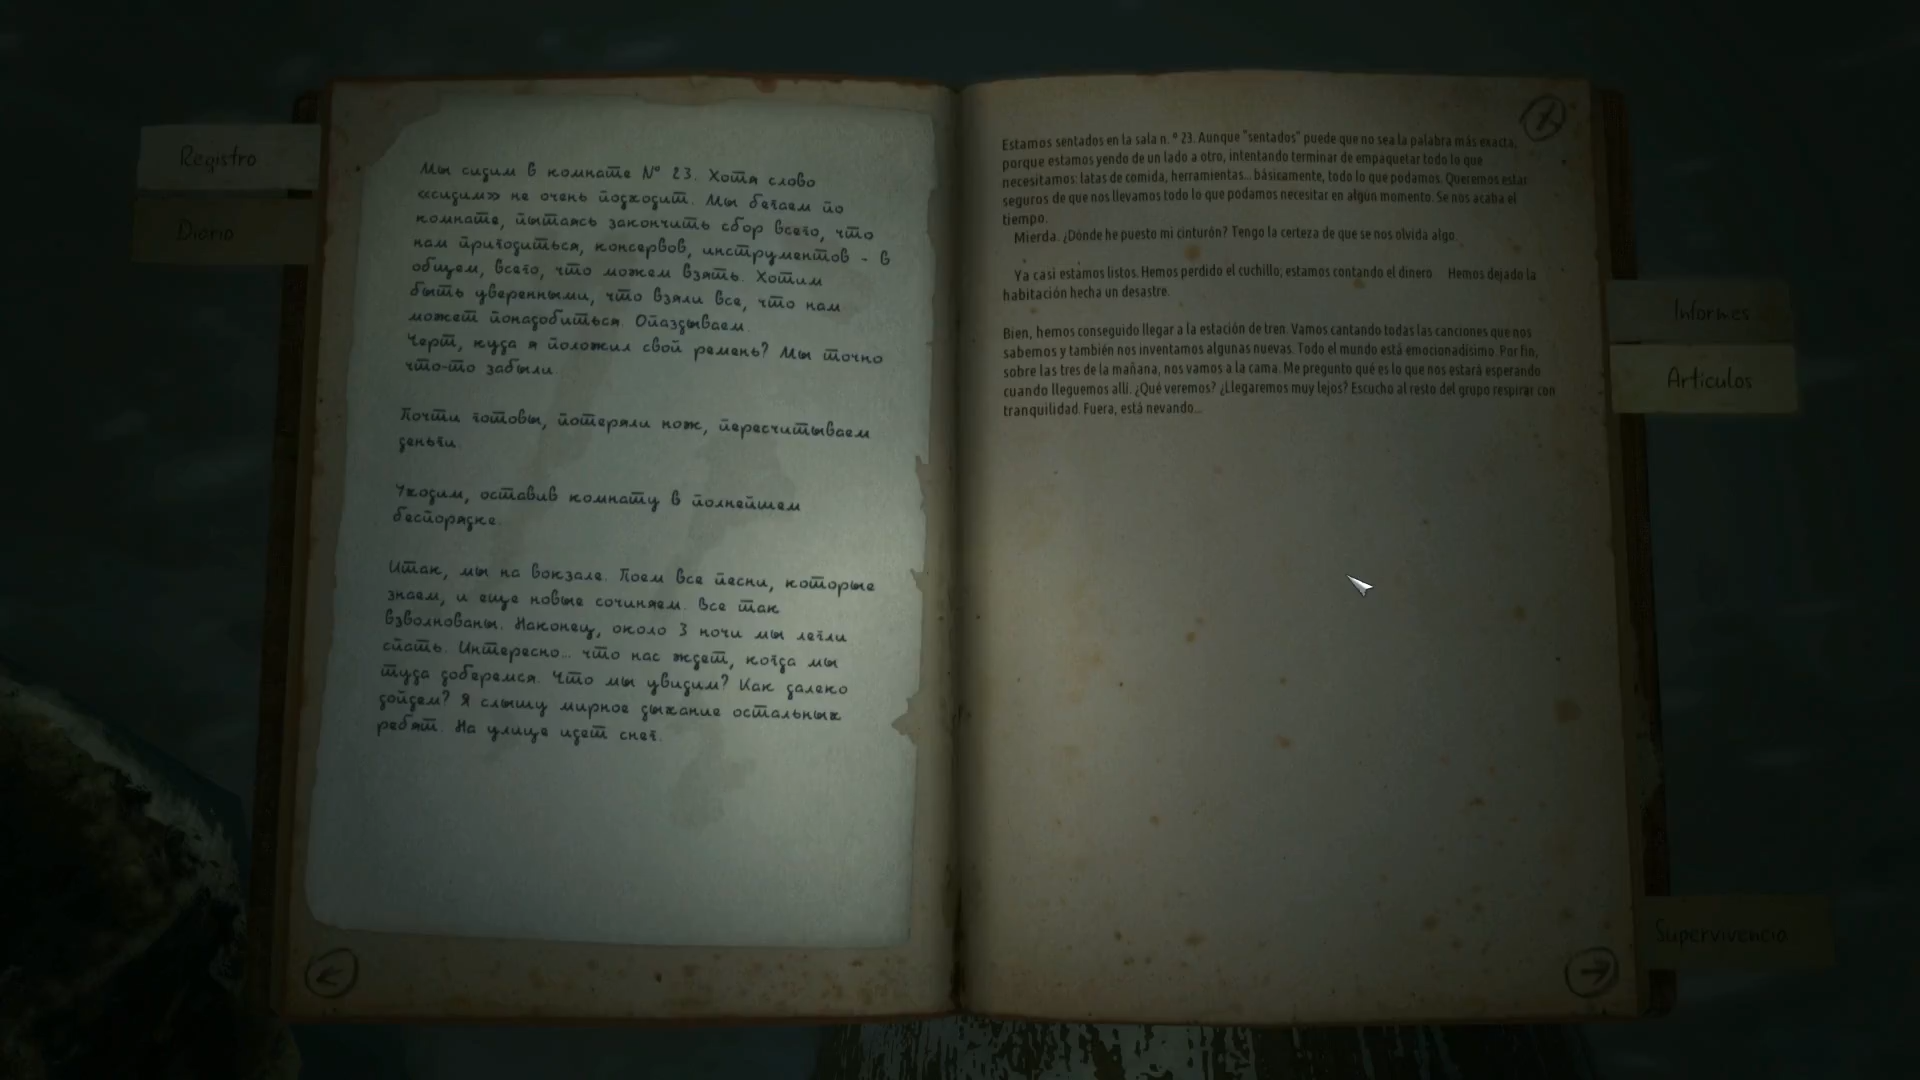 Registro
Diario
Мы сидим в комнате № 23. Хотя слово
«сидим» не очень подходит. Мы бегаем по
комнате, пытаясь закончить сбор всего, что
нам пригодиться, консервов, инструментов - в
общем, всего, что можем взять. Хотим
быть уверенными, что взяли все, что нам
может понадобиться. Опаздываем.
Черт, куда я положил свой ремень? Мы точно
что-то забыли.
Почти готовы, потеряли нож, пересчитываем
деньги.
Уходим, оставив комнату в полнейшем
беспорядке.
Итак, мы на вокзале. Поем все песни, которые
знаем, и еще новые сочиняем. Все так
взволнованы. Наконец, около 3 ночи мы легли
спать. Интересно... что нас ждет, когда мы
туда доберемся. Что мы увидим? Как далеко
дойдем? Я слышу мирное дыхание остальных
ребят. На улице идет снег.
Estamos sentados en la sala n. º 23. Aunque "sentados" puede que no sea la palabra más exacta,
porque estamos yendo de un lado a otro, intentando terminar de empaquetar todo lo que
necesitamos: latas de comida, herramientas... básicamente, todo lo que podamos. Queremos estar
seguros de que nos llevamos todo lo que podamos necesitar en algún momento. Se nos acaba el
tiempo.
Mierda. ¿Dónde he puesto mi cinturón? Tengo la certeza de que se nos olvida algo.
Ya casi estamos listos. Hemos perdido el cuchillo; estamos contando el dinero. Hemos dejado la
habitación hecha un desastre.
Bien, hemos conseguido llegar a la estación de tren. Vamos cantando todas las canciones que nos
sabemos y también nos inventamos algunas nuevas. Todo el mundo está emocionadísimo. Por fin,
sobre las tres de la mañana, nos vamos a la cama. Me pregunto qué es lo que nos estará esperando
cuando lleguemos allí. ¿Qué veremos? ¿Llegaremos muy lejos? Escucho al resto del grupo respirar con
tranquilidad. Fuera, está nevando...
Informes
Artículos
Supervivencia